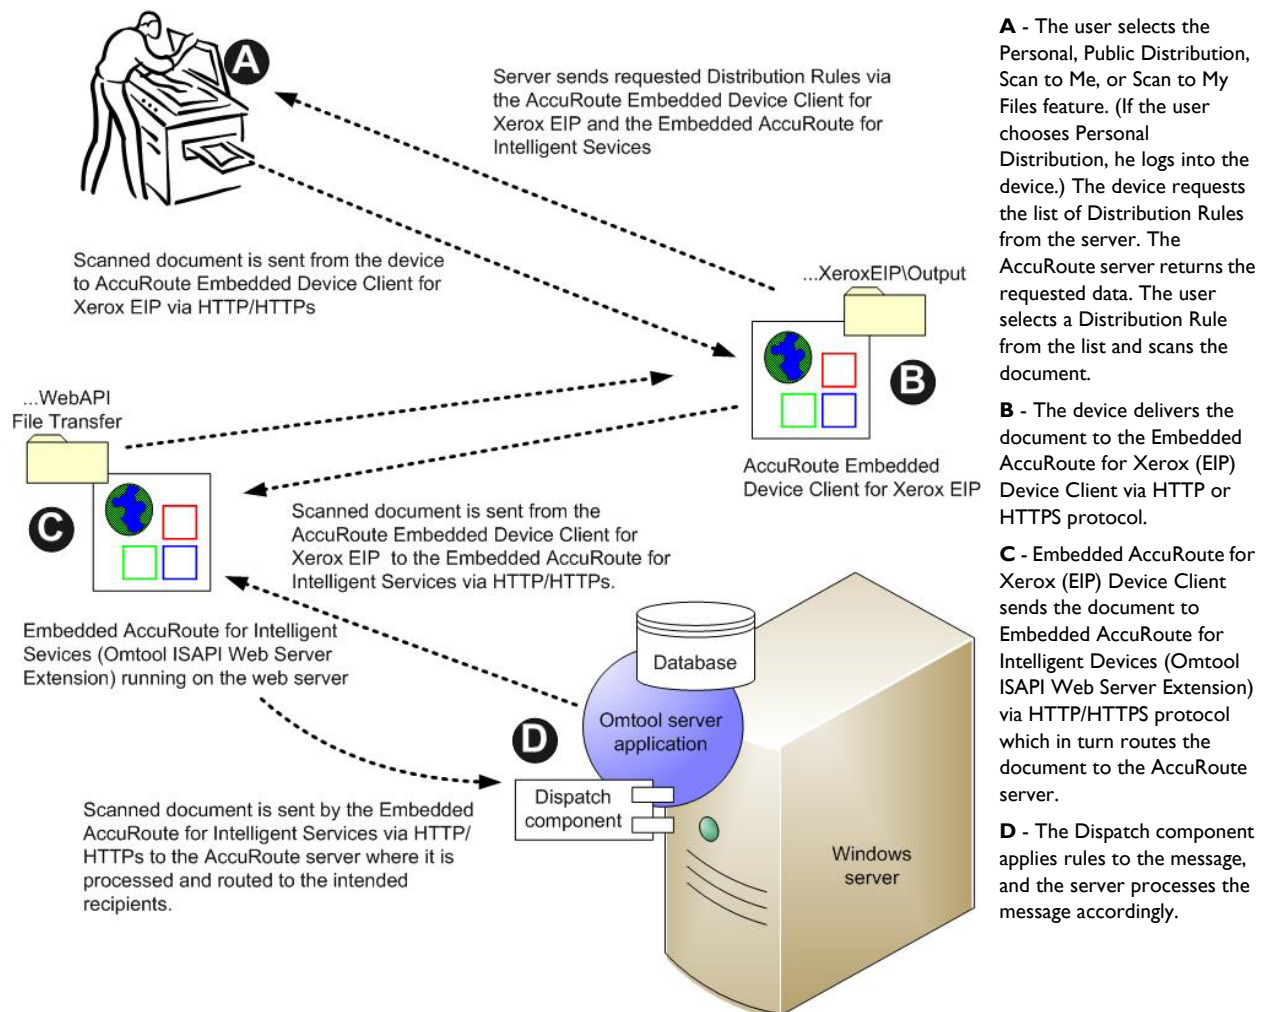 A
Server sends requested Distribution Rules via
the AccuRoute Embedded Device Client for
Xerox EIP and the Embedded AccuRoute for
Intelligent Sevices
Scanned document is sent from the device
to AccuRoute Embedded Device Client for
Xerox EIP via HTTP/HTTPs
...XeroxEIP\Output
B
AccuRoute Embedded
Device Client for Xerox EIP
...WebAPI
File Transfer
C
Scanned document is sent from the
AccuRoute Embedded Device Client for
Xerox EIP to the Embedded AccuRoute for
Intelligent Services via HTTP/HTTPs.
Embedded AccuRoute for Intelligent
Sevices (Omtool ISAPI Web Server
Extension) running on the web server
Database
Omtool server
application
D
Dispatch
component
Scanned document is sent by the Embedded
AccuRoute for Intelligent Services via HTTP/
HTTPs to the AccuRoute server where it is
processed and routed to the intended
recipients.
Windows
server
A - The user selects the
Personal, Public Distribution,
Scan to Me, or Scan to My
Files feature. (If the user
chooses Personal
Distribution, he logs into the
device.) The device requests
the list of Distribution Rules
from the server. The
AccuRoute server returns the
requested data. The user
selects a Distribution Rule
from the list and scans the
document.
B - The device delivers the
document to the Embedded
AccuRoute for Xerox (EIP)
Device Client via HTTP or
HTTPS protocol.
C - Embedded AccuRoute for
Xerox (EIP) Device Client
sends the document to
Embedded AccuRoute for
Intelligent Devices (Omtool
ISAPI Web Server Extension)
via HTTP/HTTPS protocol
which in turn routes the
document to the AccuRoute
server.
D - The Dispatch component
applies rules to the message,
and the server processes the
message accordingly.